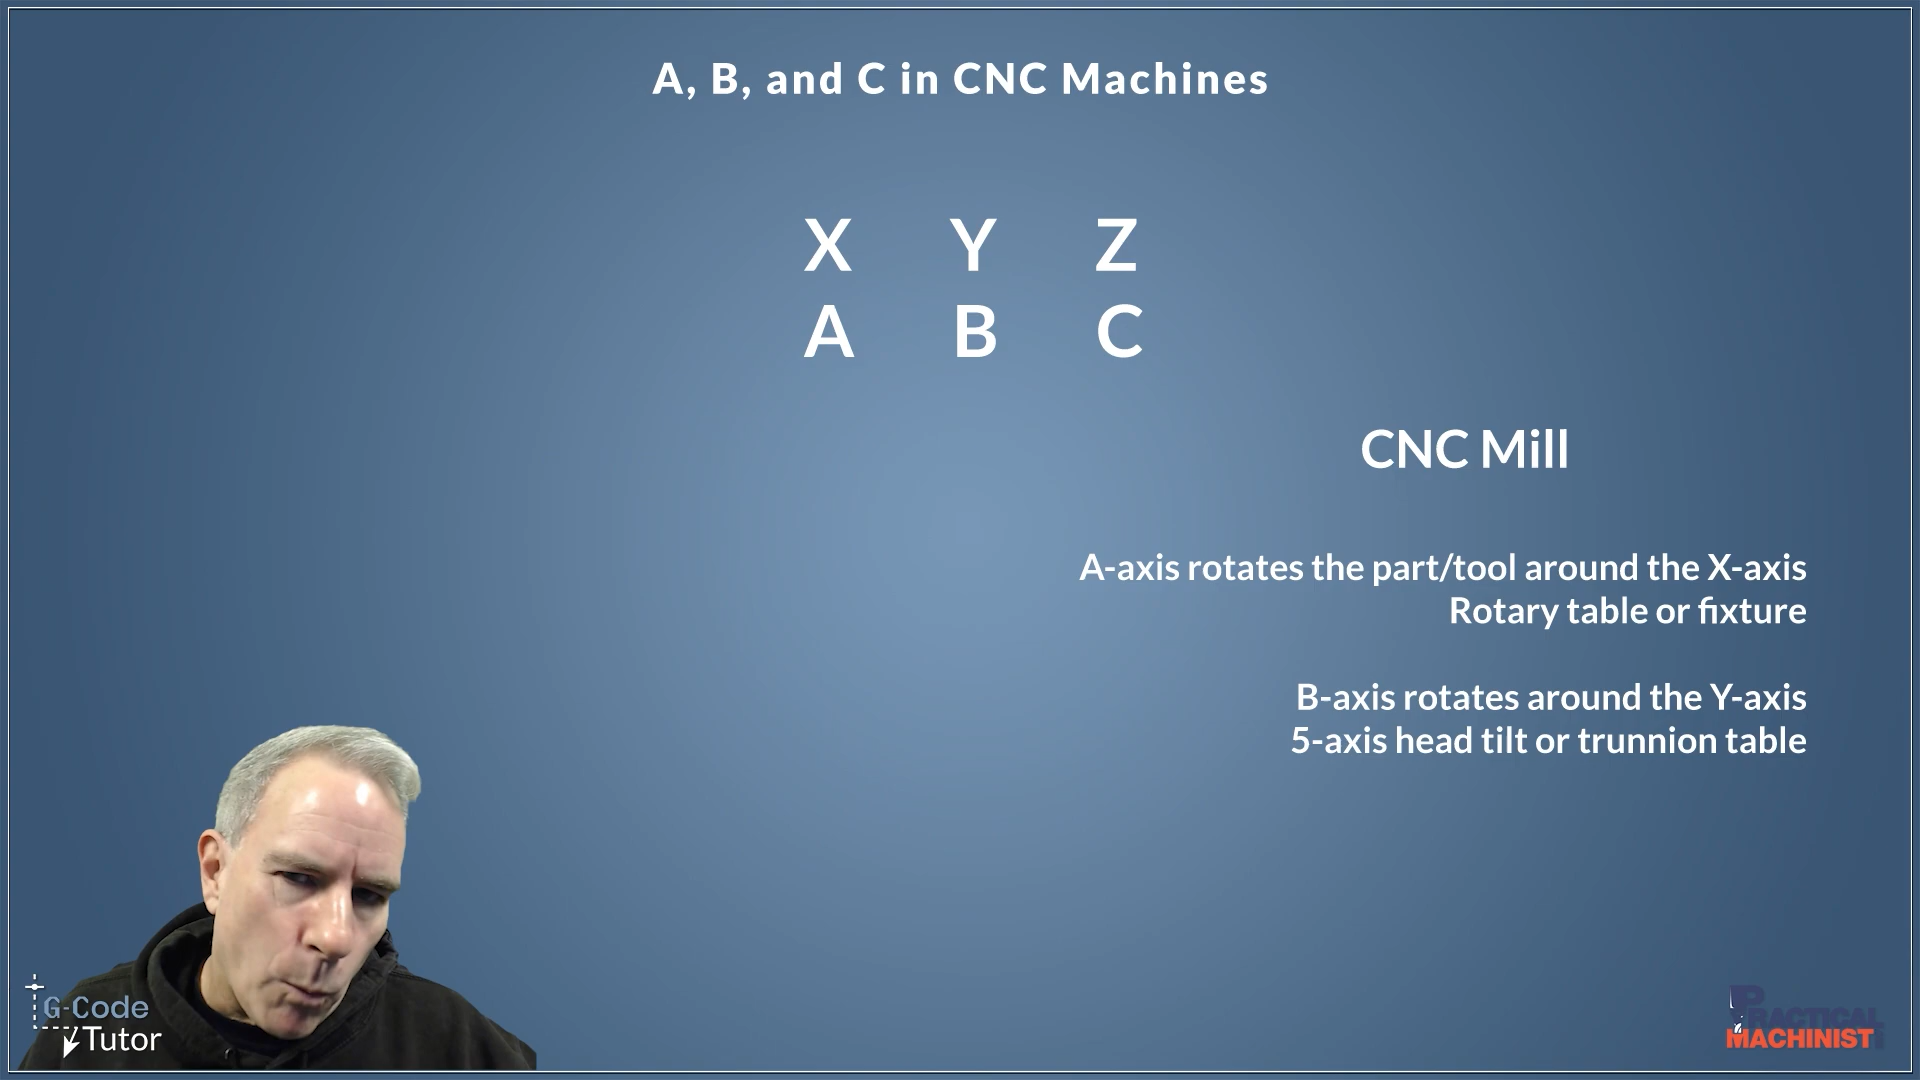 A, B, and C in CNC Machines
X Y Z
A B C
CNC Mill
A-axis rotates the part/tool around the X-axis
Rotary table or fixture
B-axis rotates around the Y-axis
5-axis head tilt or trunnion table
G-Code
Tutor
PRACTICAL
MACHINIST